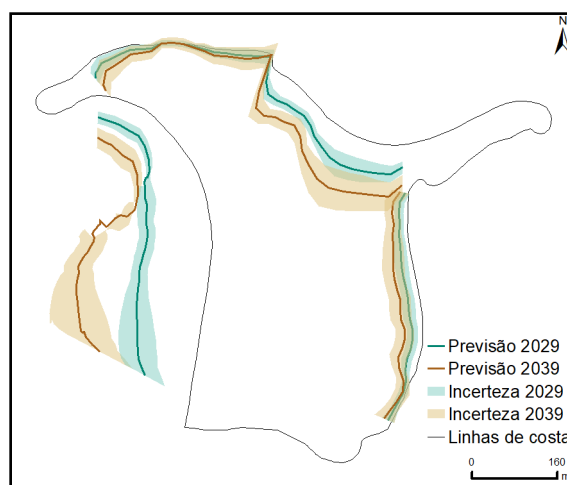 N
Previsão 2029
Previsão 2039
Incerteza 2029
Incerteza 2039
Linhas de costa
0 160
m